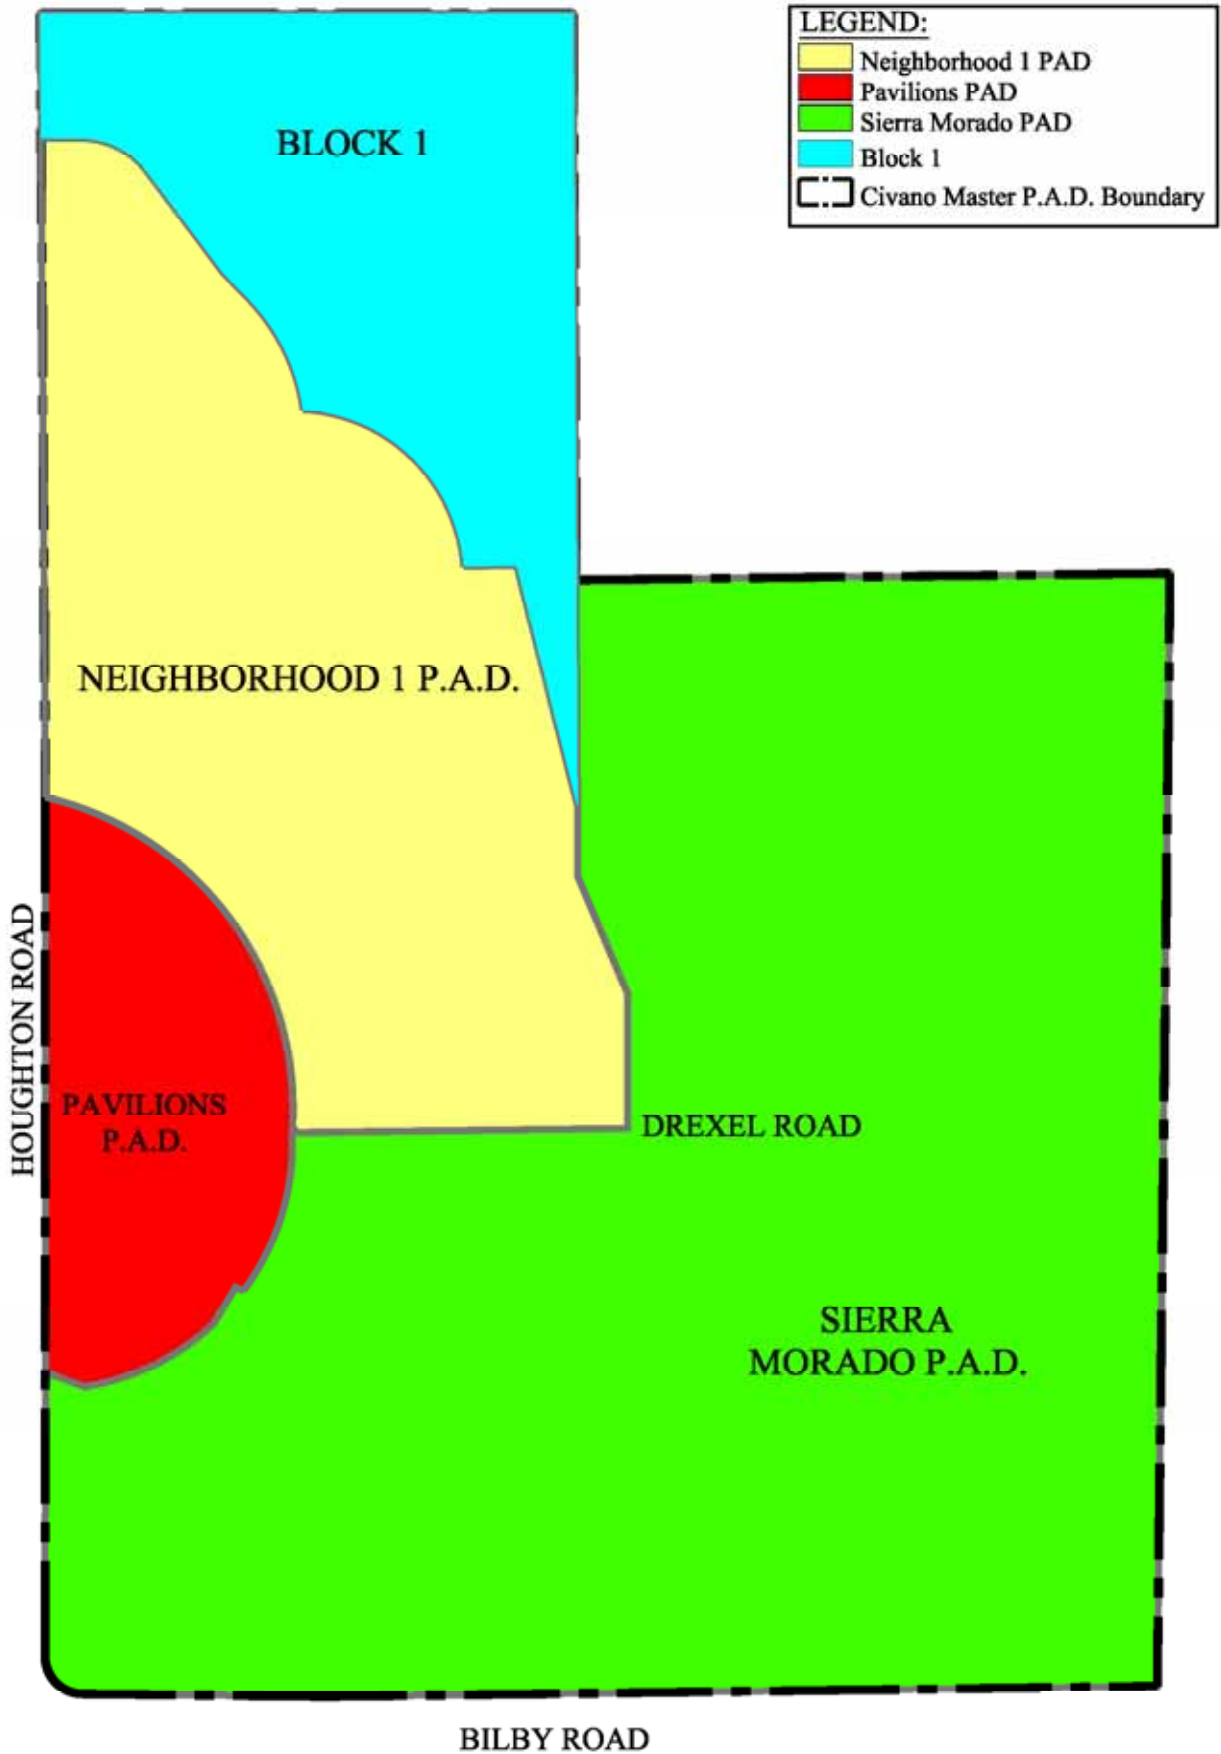 LEGEND:
Neighborhood 1 PAD
Pavilions PAD
Sierra Morado PAD
Block 1
Civano Master P.A.D. Boundary
BLOCK 1
NEIGHBORHOOD 1 P.A.D.
HOUGHTON ROAD
PAVILIONS
P.A.D.
DREXEL ROAD
SIERRA
MORADO P.A.D.
BILBY ROAD